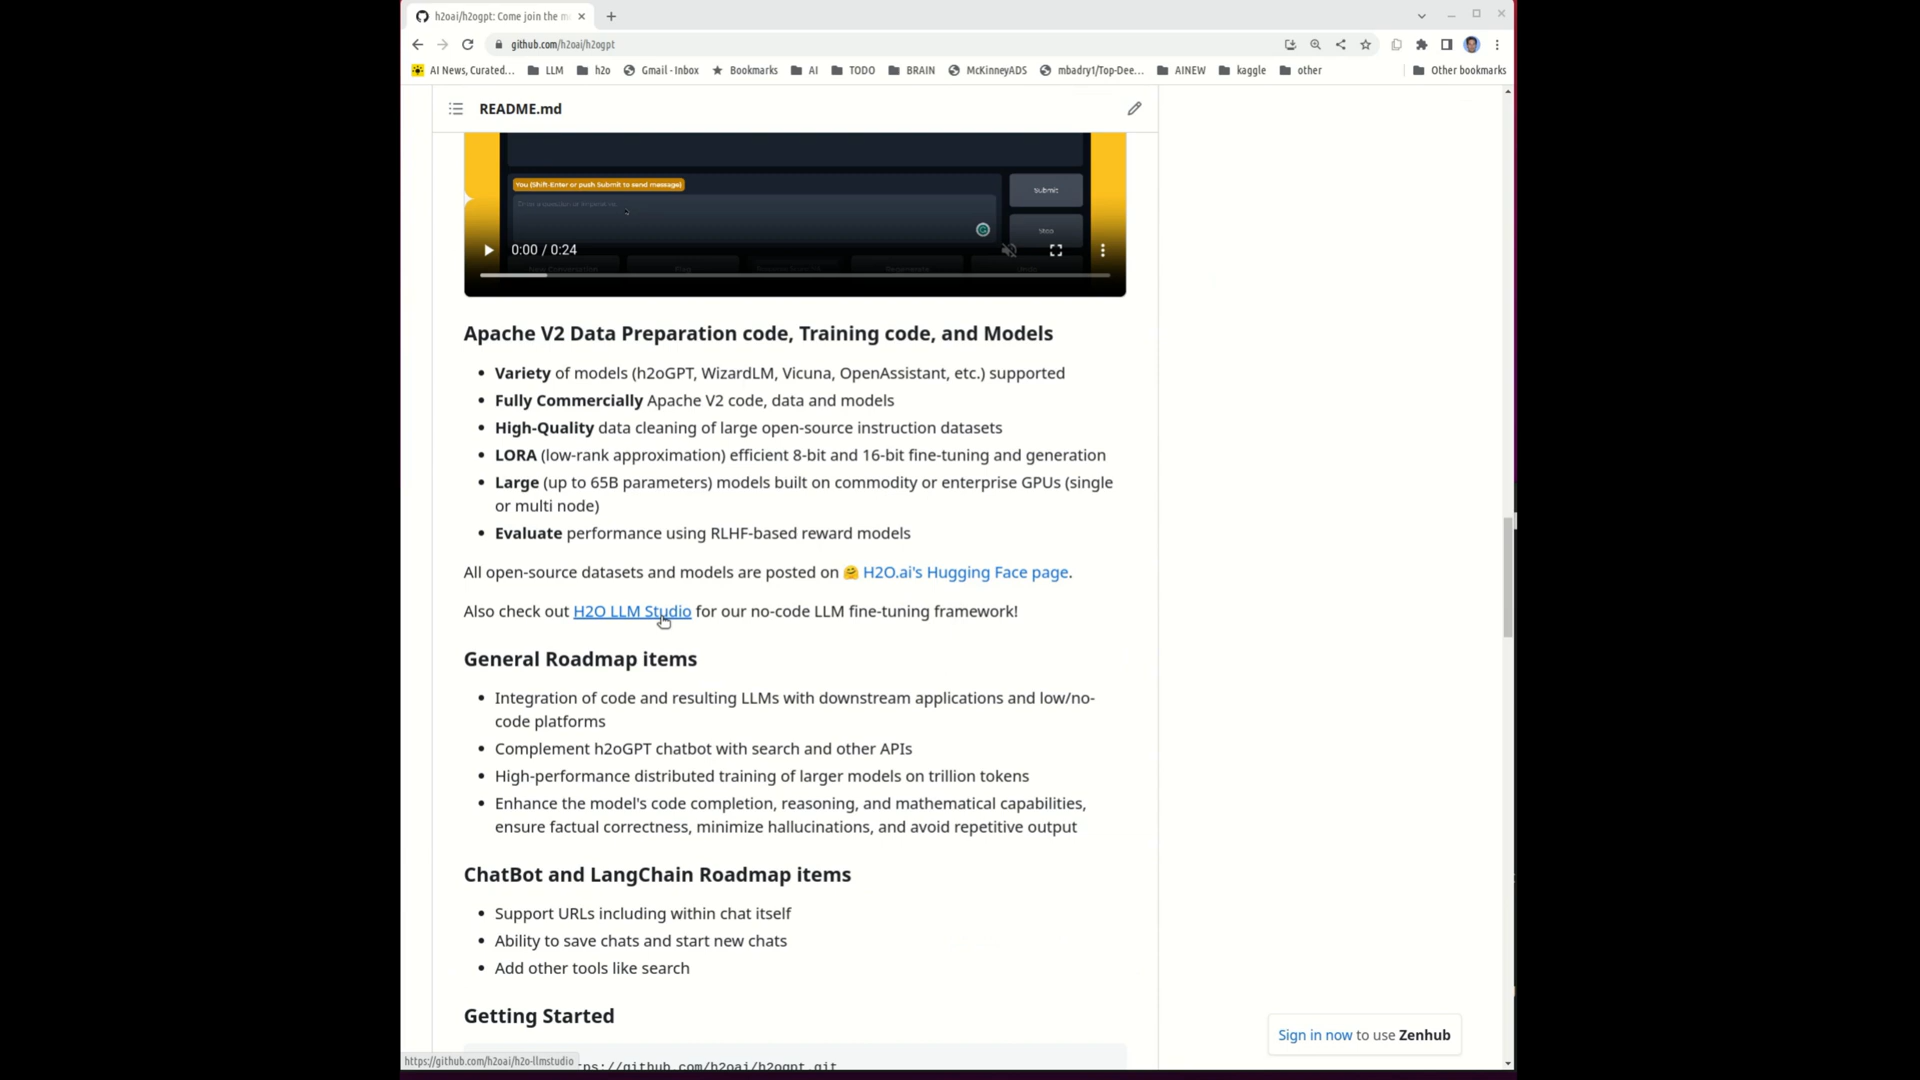 h2oai/h2ogpt: Come join the m
github.com/h2oai/h2ogpt
AI News, Curated... LLM h2o Gmail - Inbox Bookmarks AI TODO BRAIN McKinneyADS mbadry1/Top-Dee... AINEW kaggle other Other bookmarks
README.md
You (Shift-Enter or push Submit to send message)
Submit
Enter a question or imperative
Stop
0:00 / 0:24
Apache V2 Data Preparation code, Training code, and Models
• Variety of models (h2oGPT, WizardLM, Vicuna, OpenAssistant, etc.) supported
• Fully Commercially Apache V2 code, data and models
• High-Quality data cleaning of large open-source instruction datasets
• LORA (low-rank approximation) efficient 8-bit and 16-bit fine-tuning and generation
• Large (up to 65B parameters) models built on commodity or enterprise GPUs (single
or multi node)
• Evaluate performance using RLHF-based reward models
All open-source datasets and models are posted on 🤗 H2O.ai's Hugging Face page.
Also check out H2O LLM Studio for our no-code LLM fine-tuning framework!
General Roadmap items
• Integration of code and resulting LLMs with downstream applications and low/no-
code platforms
• Complement h2oGPT chatbot with search and other APIs
• High-performance distributed training of larger models on trillion tokens
• Enhance the model's code completion, reasoning, and mathematical capabilities,
ensure factual correctness, minimize hallucinations, and avoid repetitive output
ChatBot and LangChain Roadmap items
• Support URLs including within chat itself
• Ability to save chats and start new chats
• Add other tools like search
Getting Started
Sign in now to use Zenhub
https://github.com/h2oai/h2o-llmstudio
ps://github.com/h2oai/h2ogpt.git